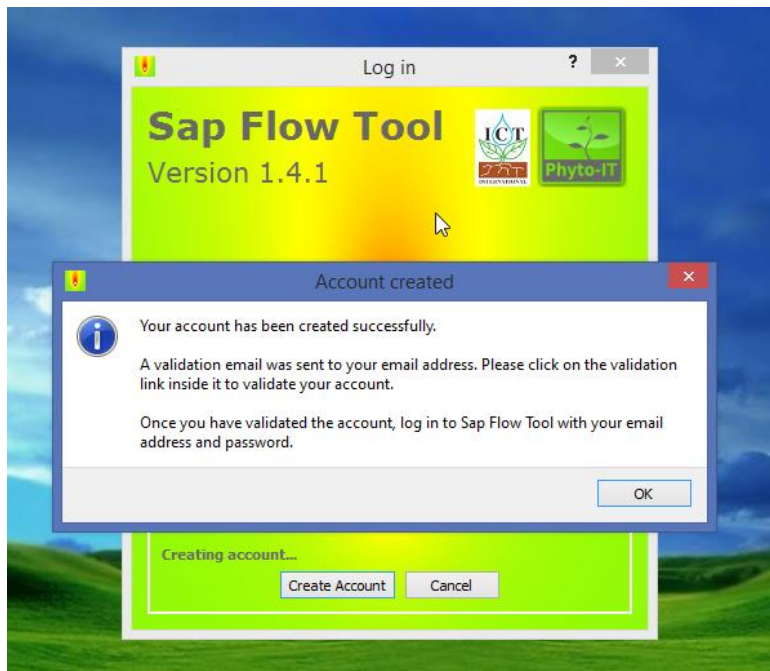 Log in
?
Sap Flow Tool
Version 1.4.1
ICT
INTERNATIONAL
Phyto-IT
Account created
Your account has been created successfully.
A validation email was sent to your email address. Please click on the validation
link inside it to validate your account.
Once you have validated the account, log in to Sap Flow Tool with your email
address and password.
OK
Creating account...
Create Account
Cancel